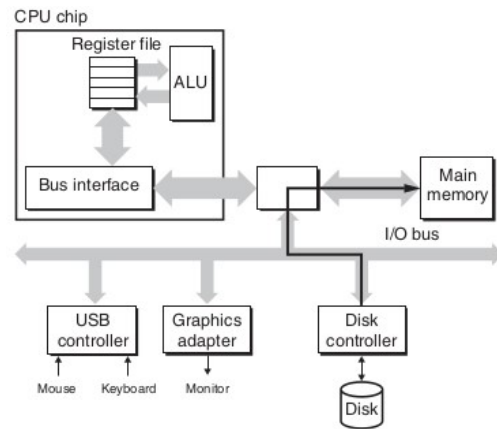 CPU chip
Register file
ALU
Bus interface
Main
memory
I/O bus
USB
controller
Graphics
adapter
Disk
controller
Mouse
Keyboard
Monitor
Disk